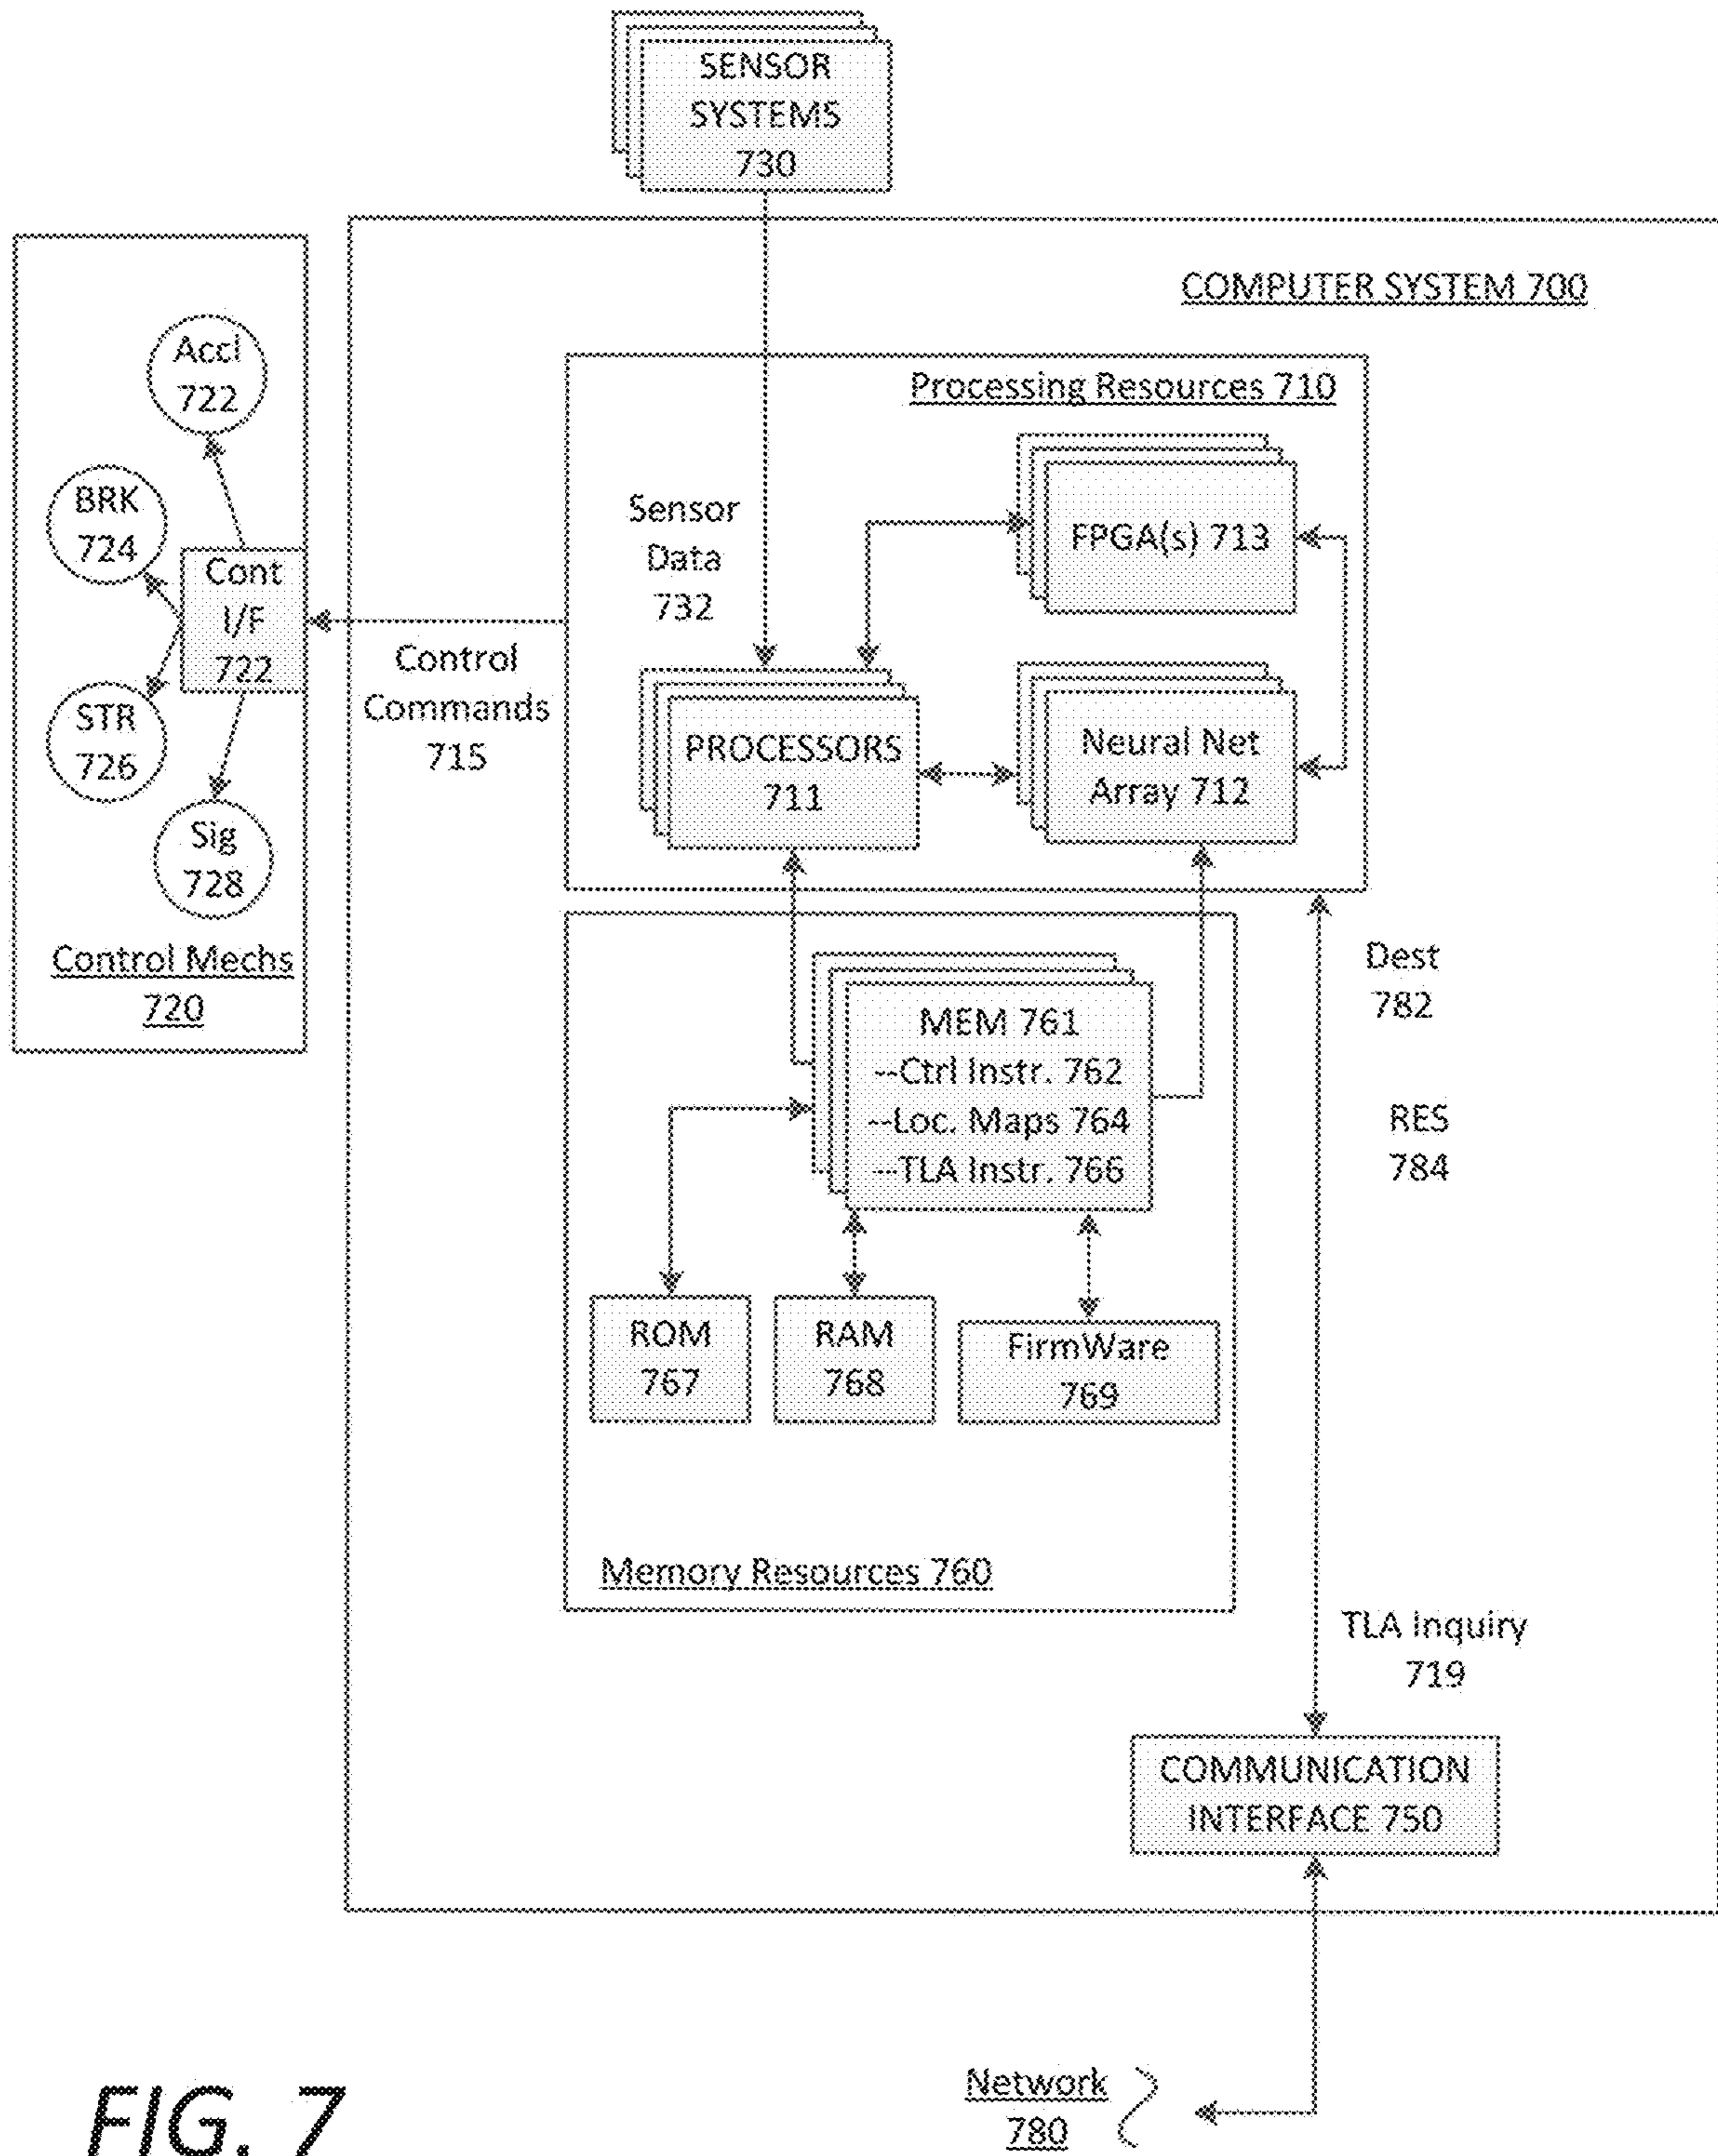 SENSOR
SYSTEMS
730
COMPUTER SYSTEM 700
Accl
722
BRK
724
Cont
I/F
722
STR
726
Sig
728
Control Mechs
720
Control
Commands
715
Processing Resources 710
Sensor
Data
732
FPGA(s) 713
PROCESSORS
711
Neural Net
Array 712
MEM 761
--Ctrl Instr. 762
--Loc. Maps 764
--TLA Instr. 766
ROM
767
RAM
768
FirmWare
769
Memory Resources 760
Dest
782
RES
784
TLA Inquiry
719
COMMUNICATION
INTERFACE 750
Network
780
FIG. 7